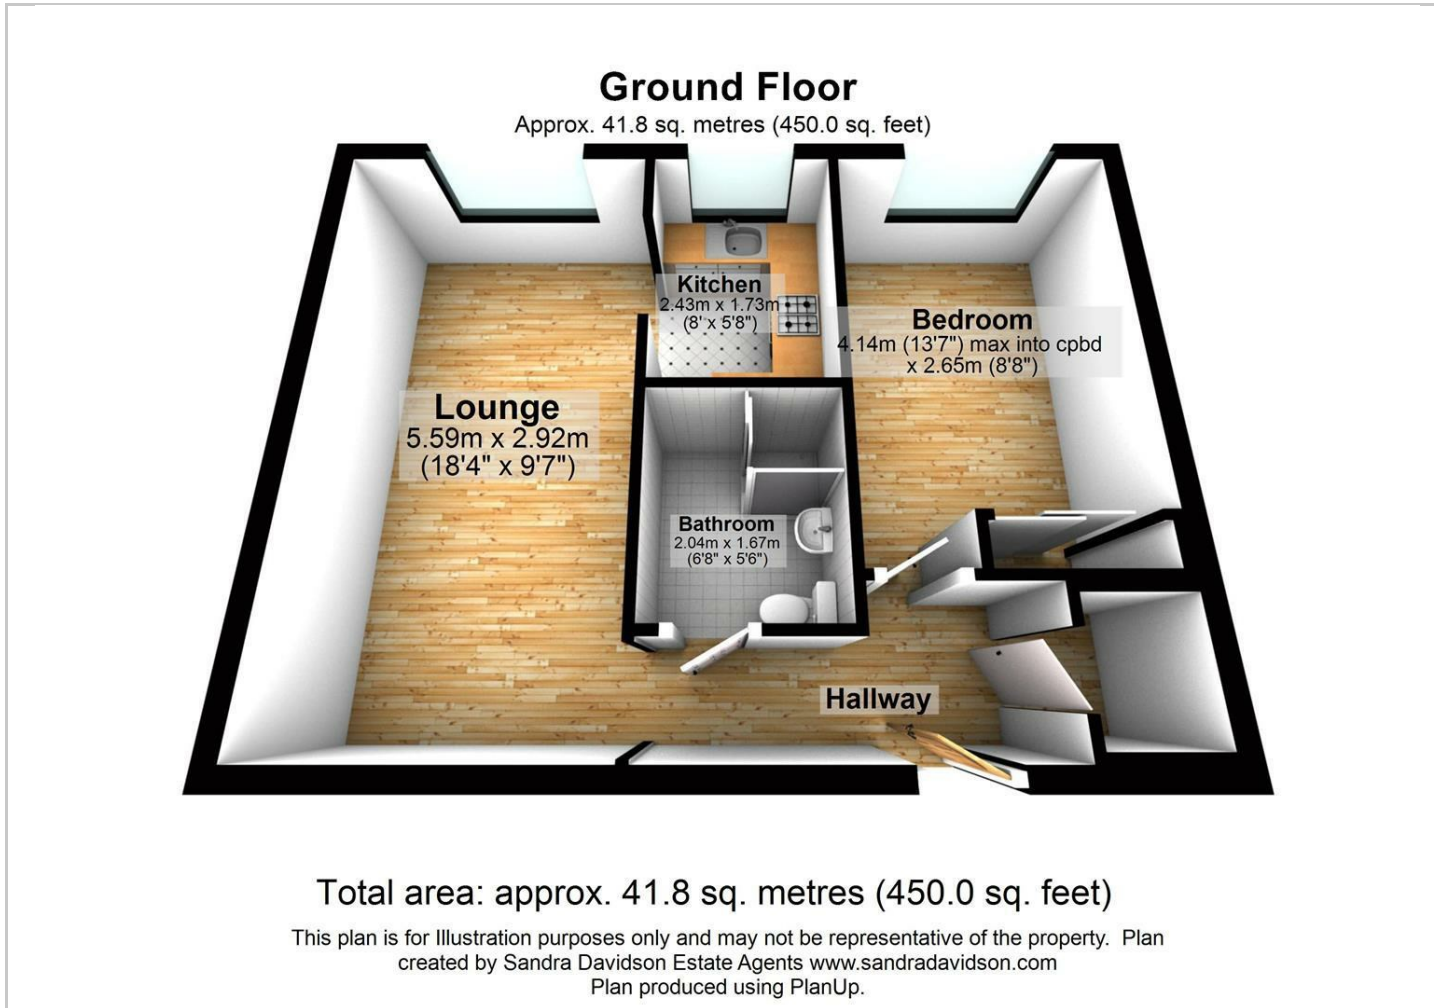 Ground Floor
Approx. 41.8 sq. metres (450.0 sq. feet)
Kitchen
2.43m x 1.73m
(8' x 5'8")
Bedroom
4.14m (13'7") max into cpbd
x 2.65m (8'8")
Lounge
5.59m x 2.92m
(18'4" x 9'7")
Bathroom
2.04m x 1.67m
(6'8" x 5'6")
Hallway
Total area: approx. 41.8 sq. metres (450.0 sq. feet)
This plan is for Illustration purposes only and may not be representative of the property.  Plan
created by Sandra Davidson Estate Agents www.sandradavidson.com
Plan produced using PlanUp.